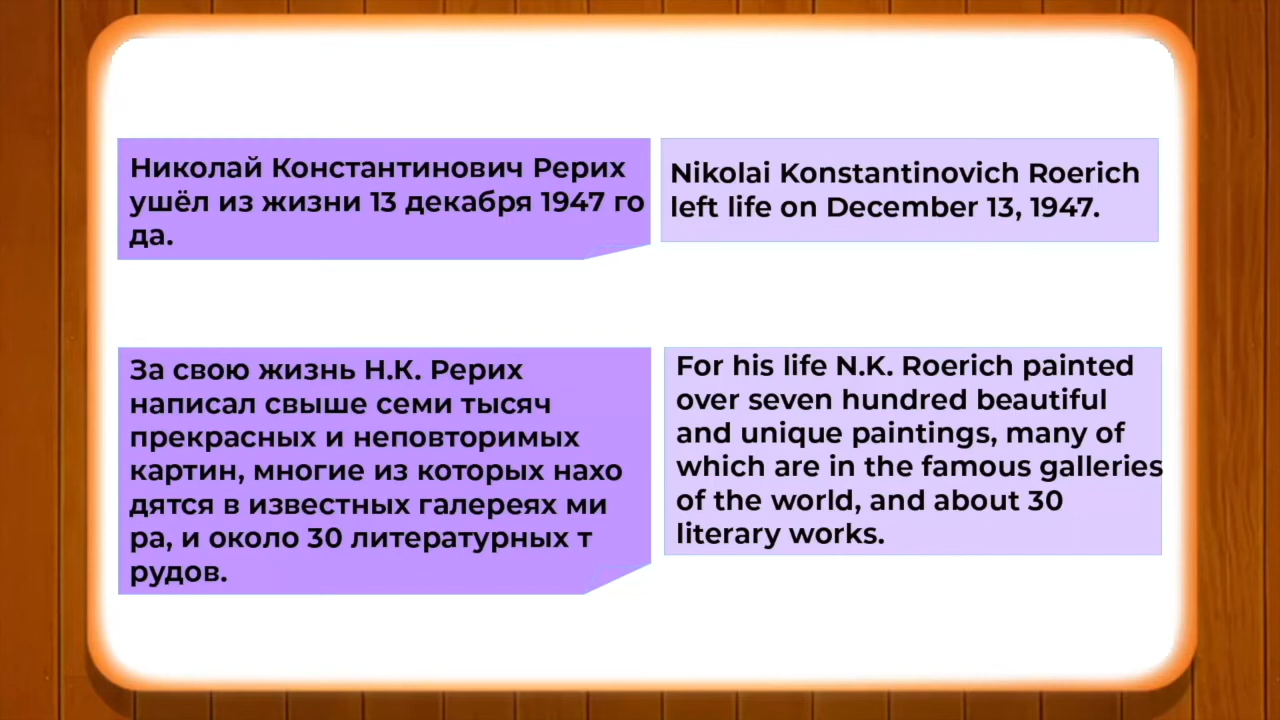 Николай Константинович Рерих
ушёл из жизни 13 декабря 1947 го
да.
Nikolai Konstantinovich Roerich
left life on December 13, 1947.
За свою жизнь Н.К. Рерих
написал свыше семи тысяч
прекрасных и неповторимых
картин, многие из которых нахо
дятся в известных галереях ми
ра, и около 30 литературных т
рудов.
For his life N.K. Roerich painted
over seven hundred beautiful
and unique paintings, many of
which are in the famous galleries
of the world, and about 30
literary works.